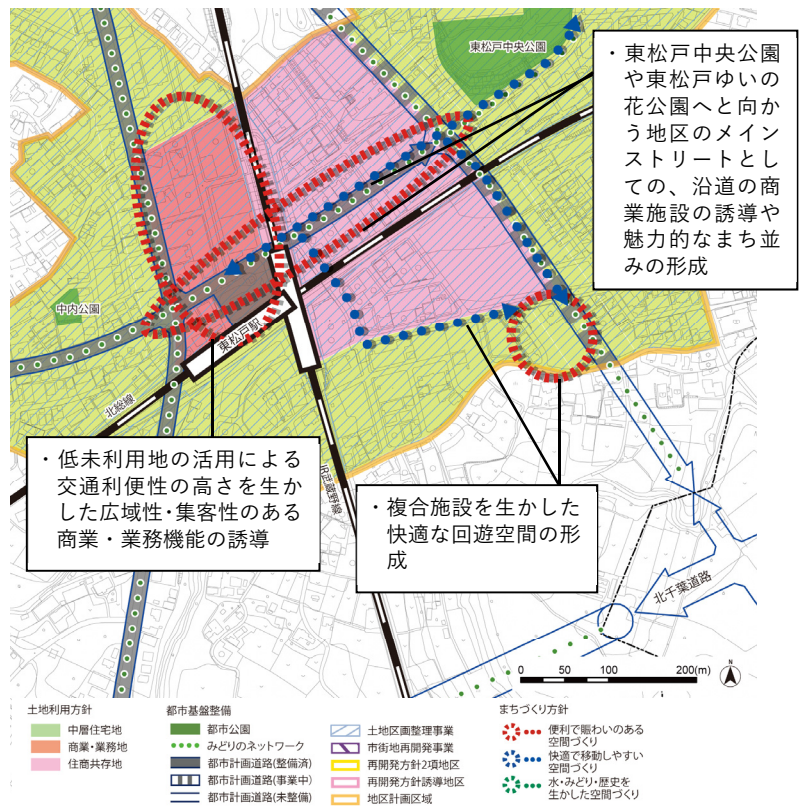 東松戸中央公園
・東松戸中央公園
や東松戸ゆいの
花公園へと向か
う地区のメイン
ストリートとし
ての、沿道の商
業施設の誘導や
魅力的なまち並
みの形成
中内公園
東松戸駅
北総線
JR武蔵野線
・低未利用地の活用による
交通利便性の高さを生か
した広域性・集客性のある
商業・業務機能の誘導
・複合施設を生かした
快適な回遊空間の形
成
北千葉道路
0 50 100 200(m)
N
土地利用方針
中層住宅地
商業・業務地
住商共存地
都市基盤整備
都市公園
みどりのネットワーク
都市計画道路(整備済)
都市計画道路(事業中)
都市計画道路(未整備)
土地区画整理事業
市街地再開発事業
再開発方針2項地区
再開発方針誘導地区
地区計画区域
まちづくり方針
便利で賑わいのある
空間づくり
快適で移動しやすい
空間づくり
水・みどり・歴史を
生かした空間づくり